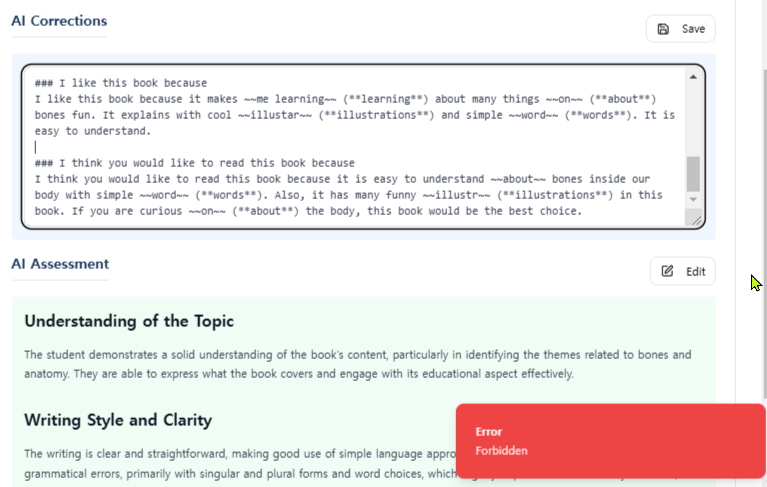 AI Corrections
Save
### I like this book because
I like this book because it makes ~~me learning~~ (**learning**) about many things ~~on~~ (**about**)
bones fun. It explains with cool ~~illustar~~ (**illustrations**) and simple ~~word~~ (**words**). It is
easy to understand.
### I think you would like to read this book because
I think you would like to read this book because it is easy to understand ~~about~~ bones inside our
body with simple ~~word~~ (**words**). Also, it has many funny ~~illustr~~ (**illustrations**) in this
book. If you are curious ~~on~~ (**about**) the body, this book would be the best choice.
AI Assessment
Edit
Understanding of the Topic
The student demonstrates a solid understanding of the book's content, particularly in identifying the themes related to bones and
anatomy. They are able to express what the book covers and engage with its educational aspect effectively.
Writing Style and Clarity
The writing is clear and straightforward, making good use of simple language appro
grammatical errors, primarily with singular and plural forms and word choices, which
Error
Forbidden